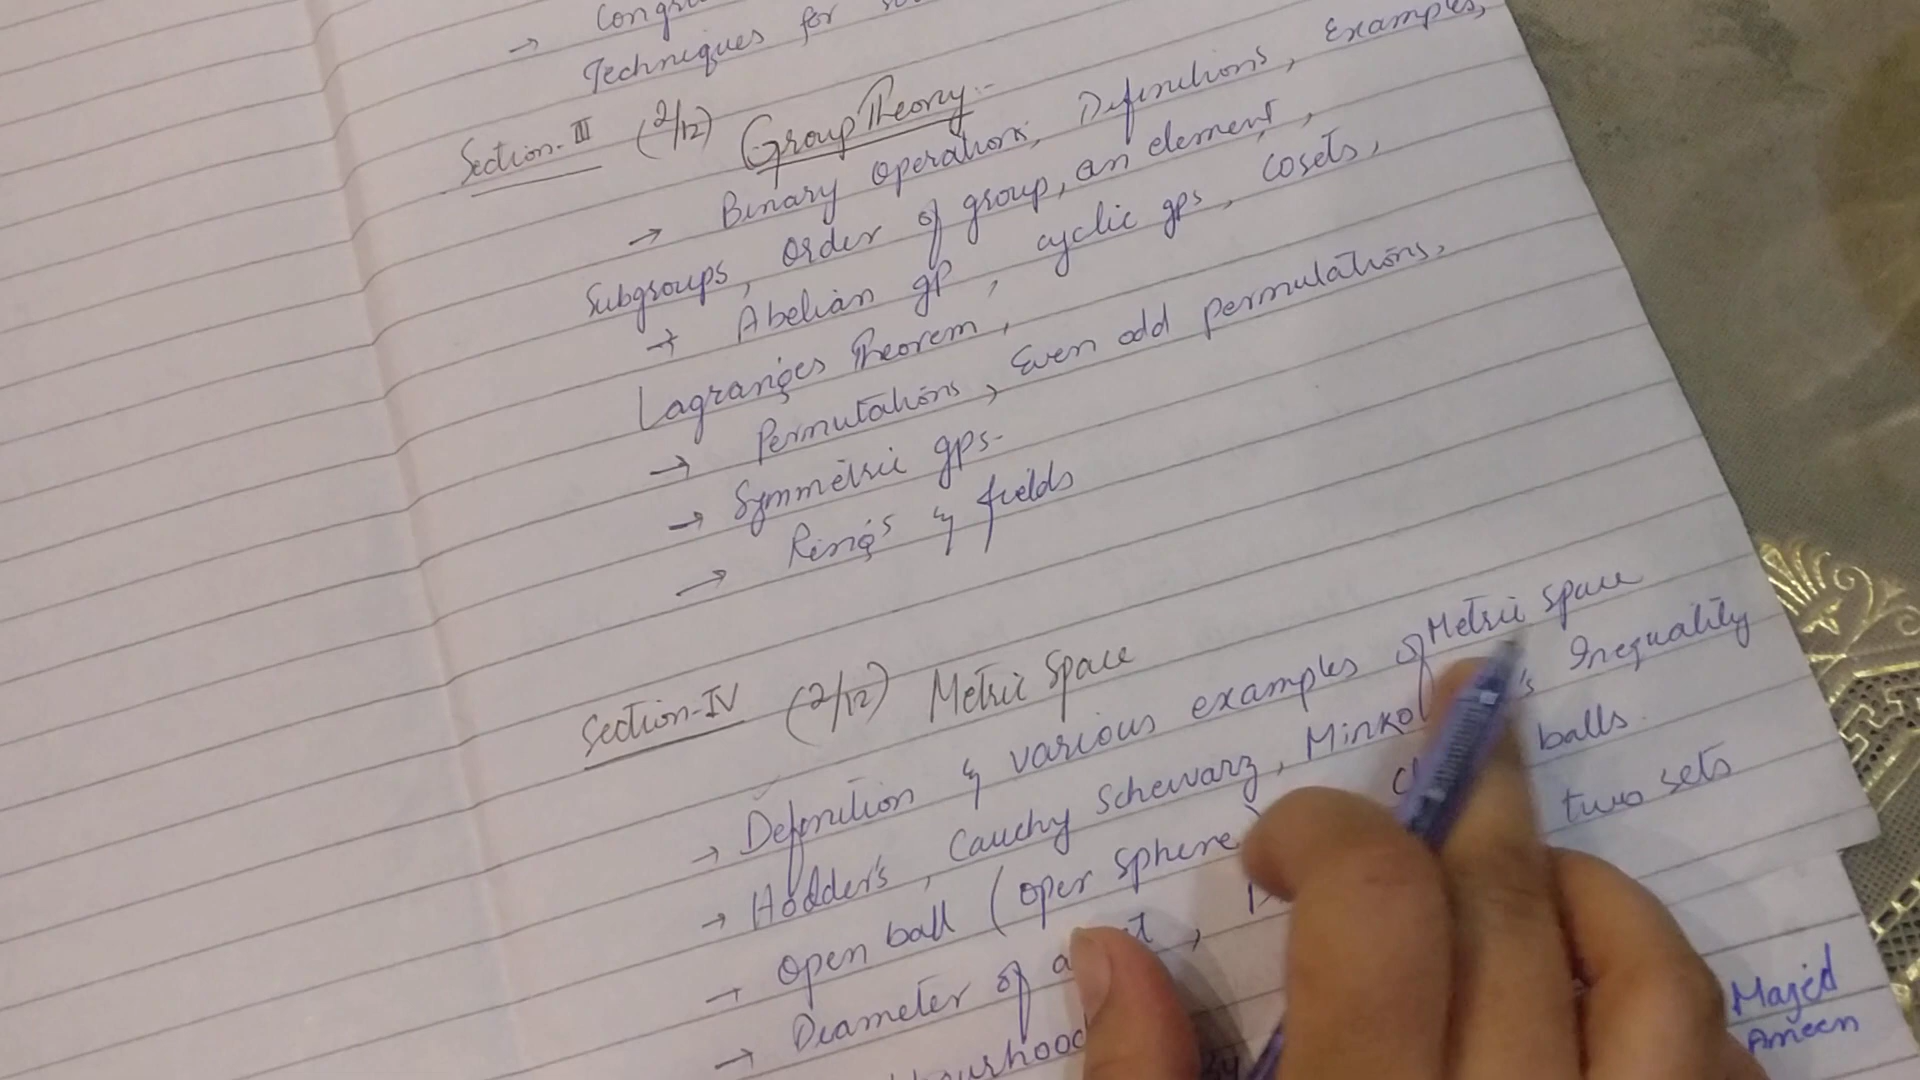 →
Techniques for
Section-III (2/12) Group Theory:-
→ Binary operations, Definitions, Examples,
Subgroups, order of group, an element,
→ Abelian gp, cyclic gps, Cosets,
Lagranges Theorem,
→ Permutations, Even odd permutations,
→ Symmetric gps.
→ Rings & fields
Section-IV (2/12) Metric Space
→ Definition & various examples of Metric Space
→ Holder's, Cauchy Schewarz, 's Inequality
→ Open ball (open sphere) balls.
→ Diameter of a , two sets
Majid
Ameen